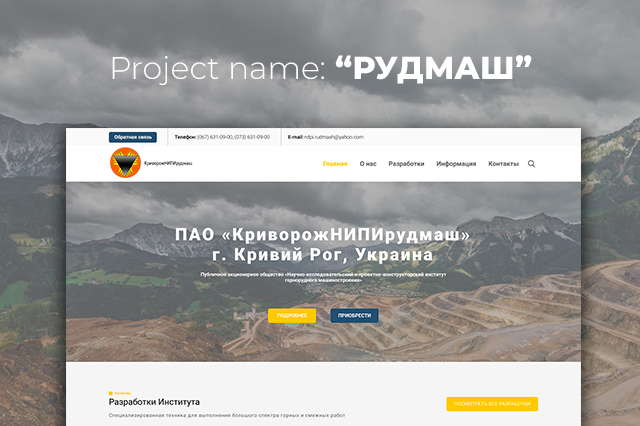 Project name: “РУДМАШ”
Обратная связь
Телефон: (067) 631-09-00, (073) 631-09-00
E-mail: ndpi.rudmash@yahoo.com
КриворожНИПИрудмаш
Главная О нас Разработки Информация Контакты
ПАО «КриворожНИПИрудмаш»
г. Кривий Рог, Украина
Публичное акционерное общество «Научно-исследовательский и проектно-конструкторский институт
горнорудного машиностроения»
ПОДРОБНЕЕ ПРИОБРЕСТИ
Разработки Института
ПОСМОТРЕТЬ ВСЕ РАЗРАБОТКИ
Специализированная техника для выполнения большого спектра горных и смежных работ